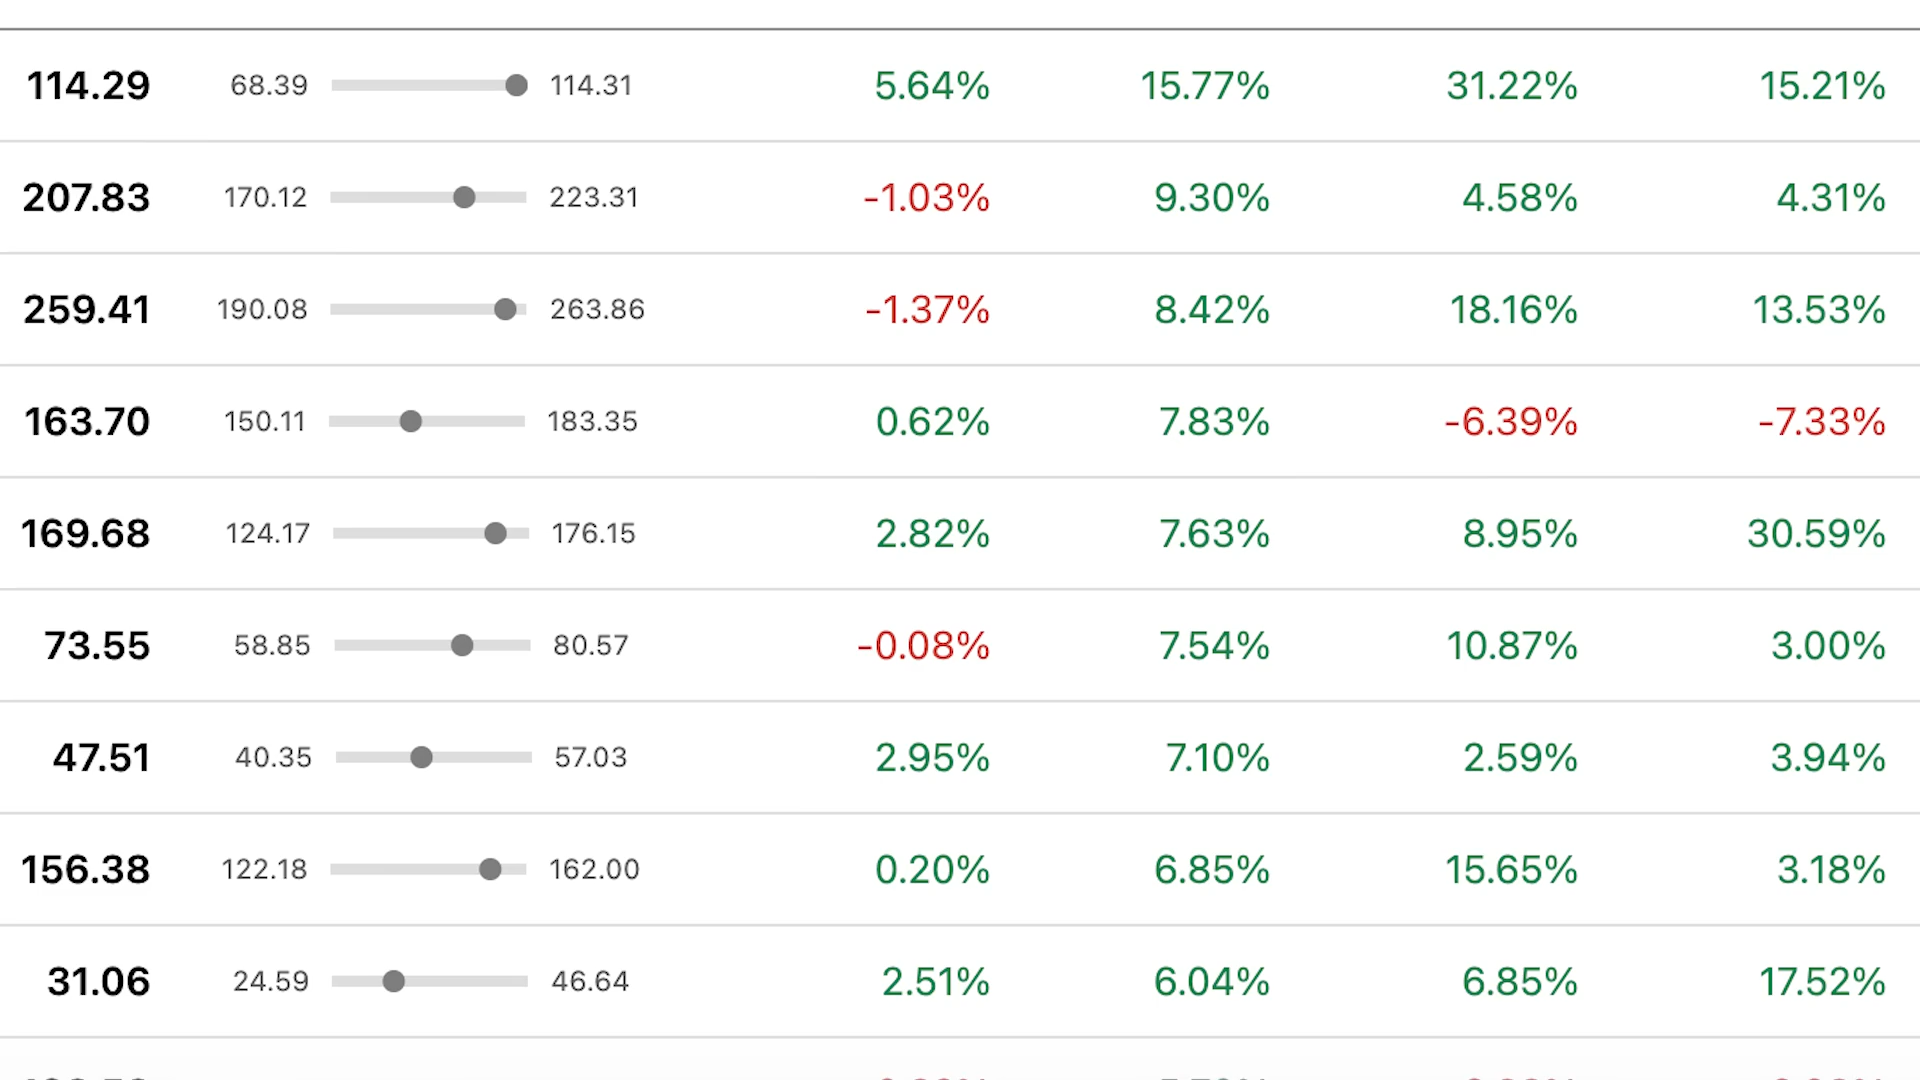 114.29 68.39 114.31 5.64% 15.77% 31.22% 15.21%
207.83 170.12 223.31 -1.03% 9.30% 4.58% 4.31%
259.41 190.08 263.86 -1.37% 8.42% 18.16% 13.53%
163.70 150.11 183.35 0.62% 7.83% -6.39% -7.33%
169.68 124.17 176.15 2.82% 7.63% 8.95% 30.59%
73.55 58.85 80.57 -0.08% 7.54% 10.87% 3.00%
47.51 40.35 57.03 2.95% 7.10% 2.59% 3.94%
156.38 122.18 162.00 0.20% 6.85% 15.65% 3.18%
31.06 24.59 46.64 2.51% 6.04% 6.85% 17.52%